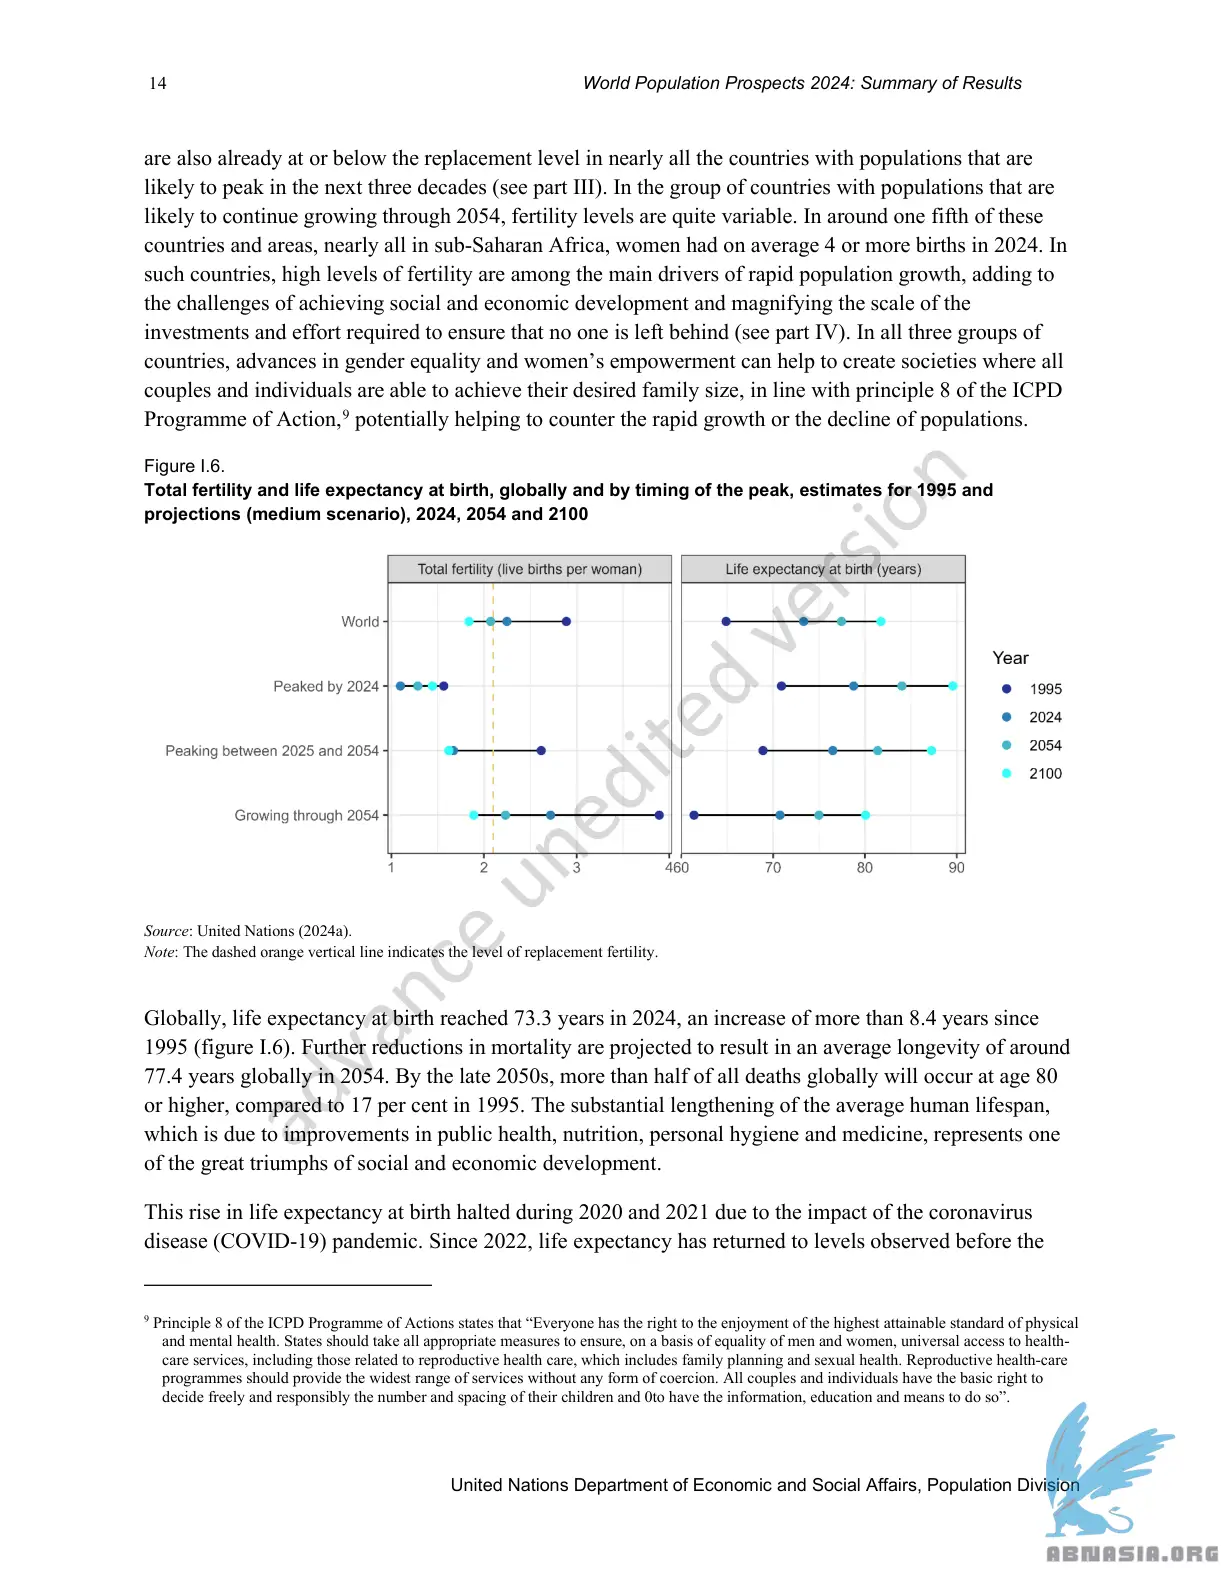 14
World Population Prospects 2024: Summary of Results
are also already at or below the replacement level in nearly all the countries with populations that are
likely to peak in the next three decades (see part III). In the group of countries with populations that are
likely to continue growing through 2054, fertility levels are quite variable. In around one fifth of these
countries and areas, nearly all in sub-Saharan Africa, women had on average 4 or more births in 2024. In
such countries, high levels of fertility are among the main drivers of rapid population growth, adding to
the challenges of achieving social and economic development and magnifying the scale of the
investments and effort required to ensure that no one is left behind (see part IV). In all three groups of
countries, advances in gender equality and women’s empowerment can help to create societies where all
couples and individuals are able to achieve their desired family size, in line with principle 8 of the ICPD
Programme of Action,9 potentially helping to counter the rapid growth or the decline of populations.
Figure I.6.
Total fertility and life expectancy at birth, globally and by timing of the peak, estimates for 1995 and
projections (medium scenario), 2024, 2054 and 2100
Total fertility (live births per woman)
Life expectancy at birth (years)
World
Peaked by 2024
Peaking between 2025 and 2054
Growing through 2054
1 2 3 4
60 70 80 90
Year
1995
2024
2054
2100
advance unedited version
Source: United Nations (2024a).
Note: The dashed orange vertical line indicates the level of replacement fertility.
Globally, life expectancy at birth reached 73.3 years in 2024, an increase of more than 8.4 years since
1995 (figure I.6). Further reductions in mortality are projected to result in an average longevity of around
77.4 years globally in 2054. By the late 2050s, more than half of all deaths globally will occur at age 80
or higher, compared to 17 per cent in 1995. The substantial lengthening of the average human lifespan,
which is due to improvements in public health, nutrition, personal hygiene and medicine, represents one
of the great triumphs of social and economic development.
This rise in life expectancy at birth halted during 2020 and 2021 due to the impact of the coronavirus
disease (COVID-19) pandemic. Since 2022, life expectancy has returned to levels observed before the
9 Principle 8 of the ICPD Programme of Actions states that “Everyone has the right to the enjoyment of the highest attainable standard of physical
and mental health. States should take all appropriate measures to ensure, on a basis of equality of men and women, universal access to health-
care services, including those related to reproductive health care, which includes family planning and sexual health. Reproductive health-care
programmes should provide the widest range of services without any form of coercion. All couples and individuals have the basic right to
decide freely and responsibly the number and spacing of their children and 0to have the information, education and means to do so”.
United Nations Department of Economic and Social Affairs, Population Division
ABNASIA.ORG